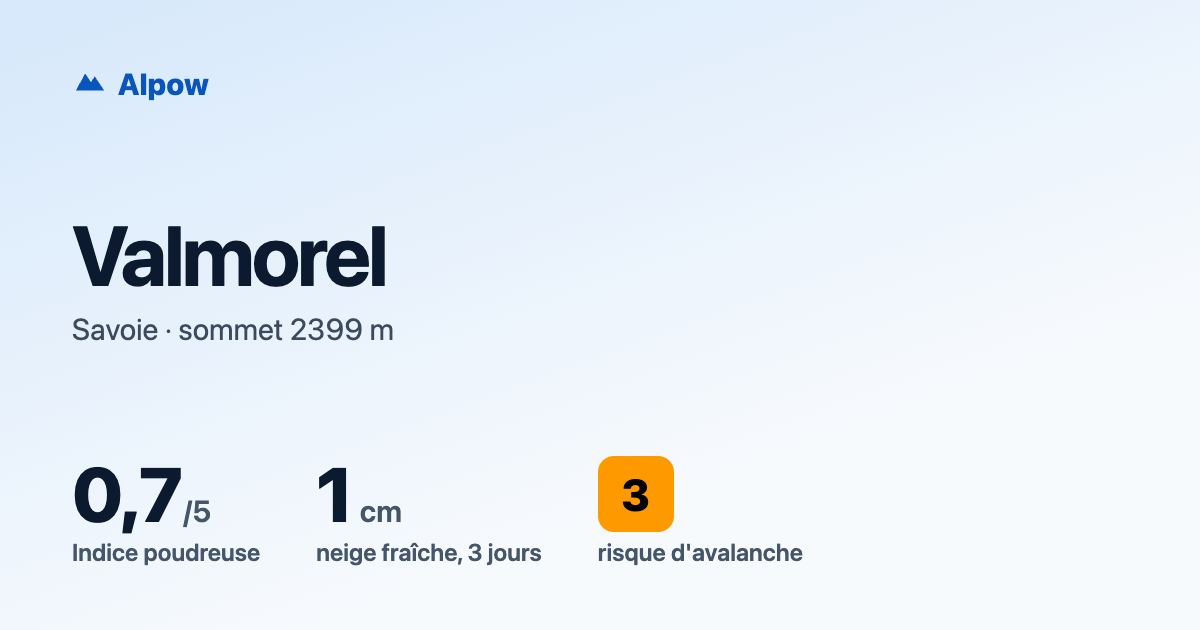 Alpow
Valmorel
Savoie · sommet 2399 m
0,7/5
Indice poudreuse
1 cm
neige fraîche, 3 jours
3
risque d'avalanche